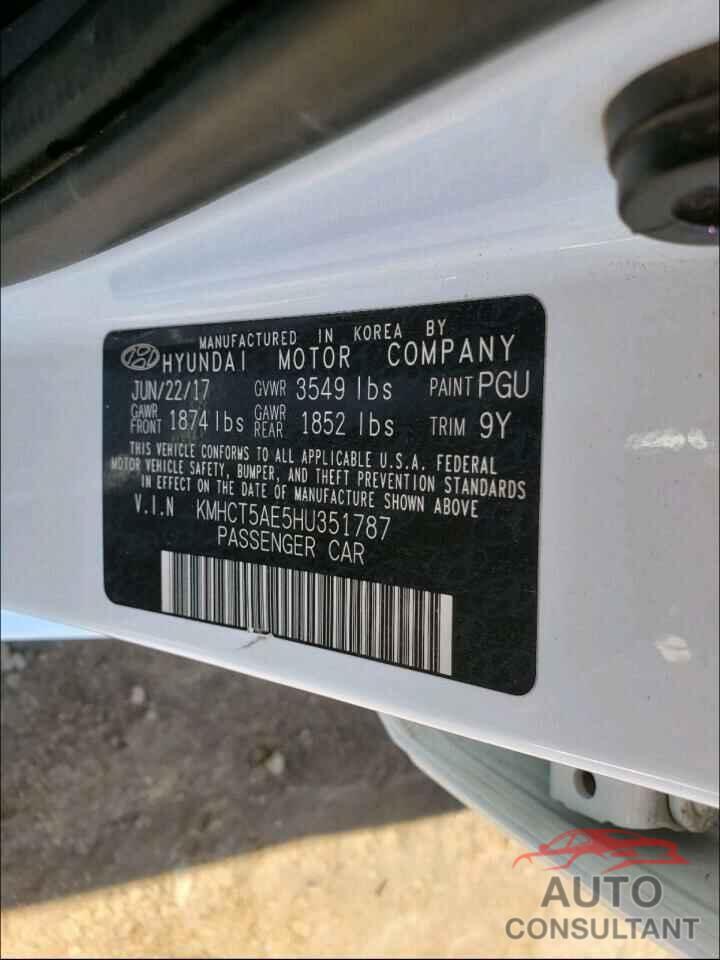 MANUFACTURED IN KOREA BY
HYUNDAI MOTOR COMPANY
JUN/22/17 GVWR 3549 lbs PAINT PGU
GAWR FRONT 1874 lbs GAWR REAR 1852 lbs TRIM 9Y
THIS VEHICLE CONFORMS TO ALL APPLICABLE U.S.A. FEDERAL
MOTOR VEHICLE SAFETY, BUMPER, AND THEFT PREVENTION STANDARDS
IN EFFECT ON THE DATE OF MANUFACTURE SHOWN ABOVE
V.I.N KMHCT5AE5HU351787
PASSENGER CAR
AUTO
CONSULTANT